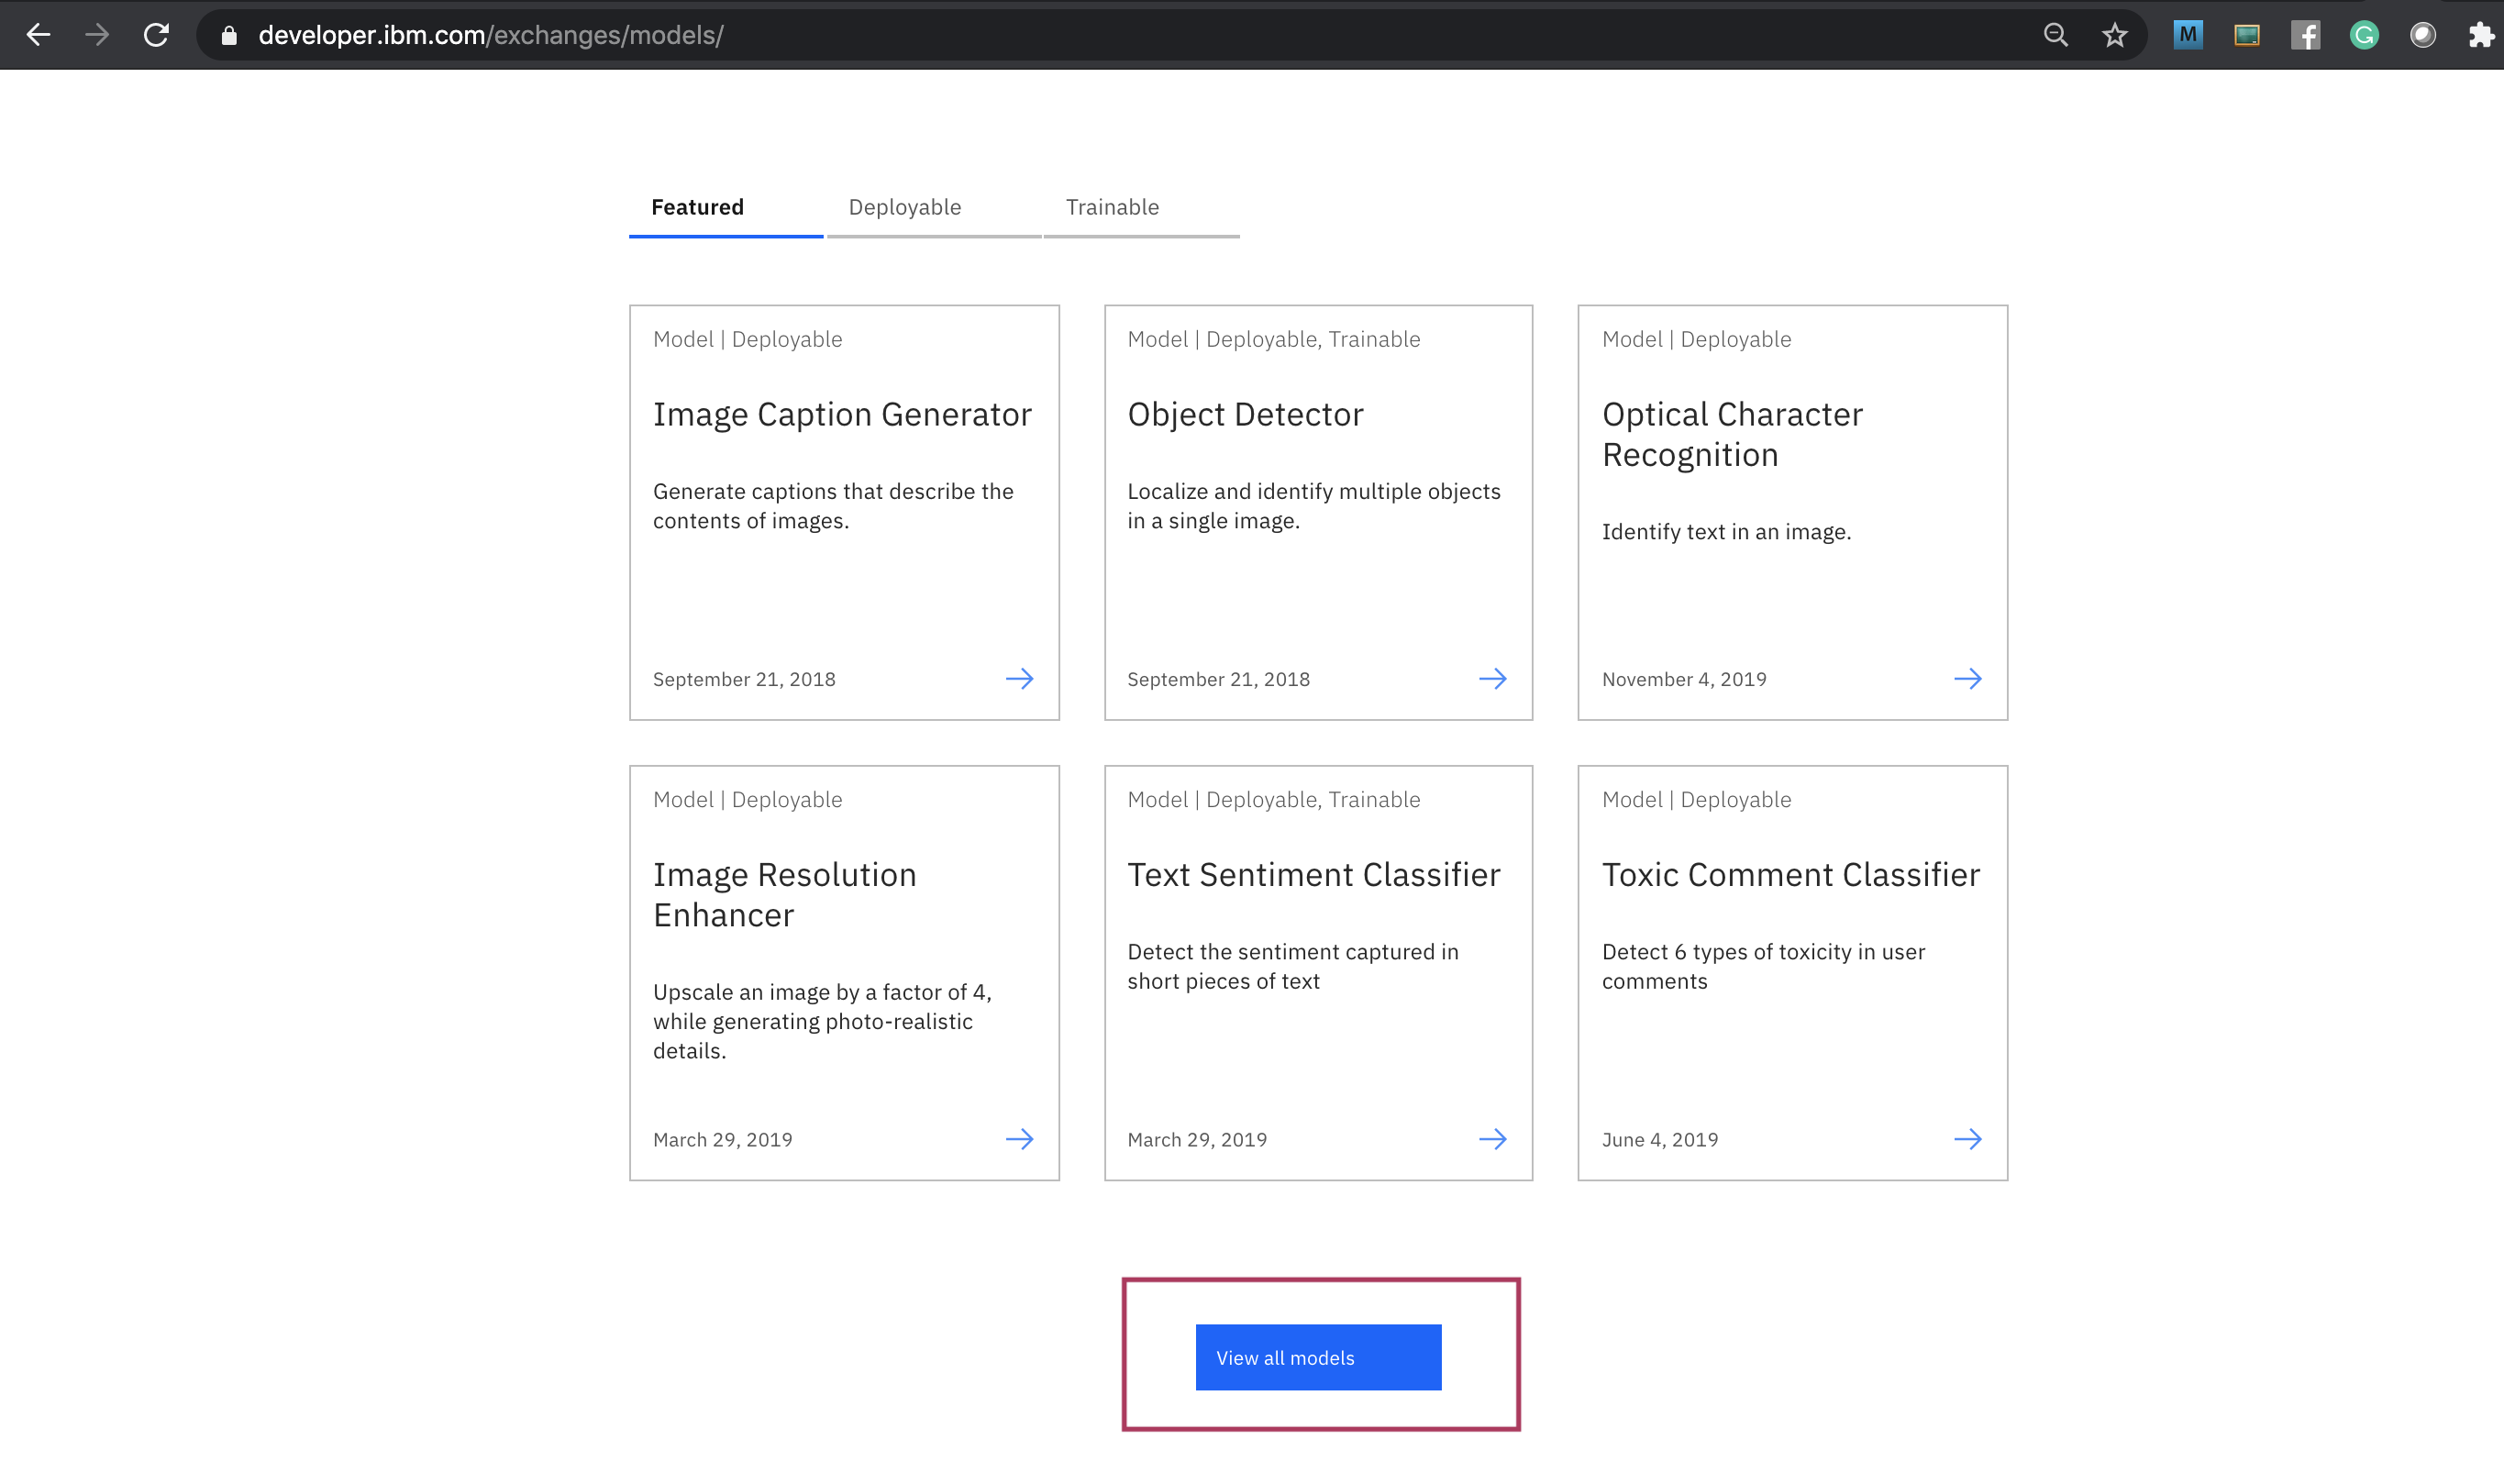 developer.ibm.com/exchanges/models/
M
f
G
Featured
Deployable
Trainable
Model | Deployable
Image Caption Generator
Generate captions that describe the
contents of images.
September 21, 2018
Model | Deployable, Trainable
Object Detector
Localize and identify multiple objects
in a single image.
September 21, 2018
Model | Deployable
Optical Character
Recognition
Identify text in an image.
November 4, 2019
Model | Deployable
Image Resolution
Enhancer
Upscale an image by a factor of 4,
while generating photo-realistic
details.
March 29, 2019
Model | Deployable, Trainable
Text Sentiment Classifier
Detect the sentiment captured in
short pieces of text
March 29, 2019
Model | Deployable
Toxic Comment Classifier
Detect 6 types of toxicity in user
comments
June 4, 2019
View all models